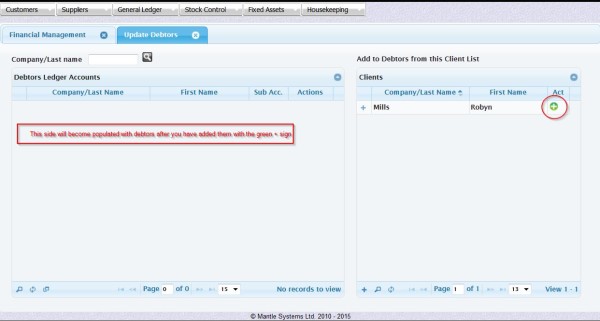 Customers Suppliers General Ledger Stock Control Fixed Assets Housekeeping
Financial Management Update Debtors
Company/Last name
Add to Debtors from this Client List
Debtors Ledger Accounts
Clients
Company/Last Name First Name Sub Acc. Actions
Company/Last Name First Name Act
Mills Robyn
This side will become populated with debtors after you have added them with the green + sign
Page 0 of 0 15 No records to view
Page 1 of 1 15 View 1 - 1
© Mantle Systems Ltd. 2010 - 2015